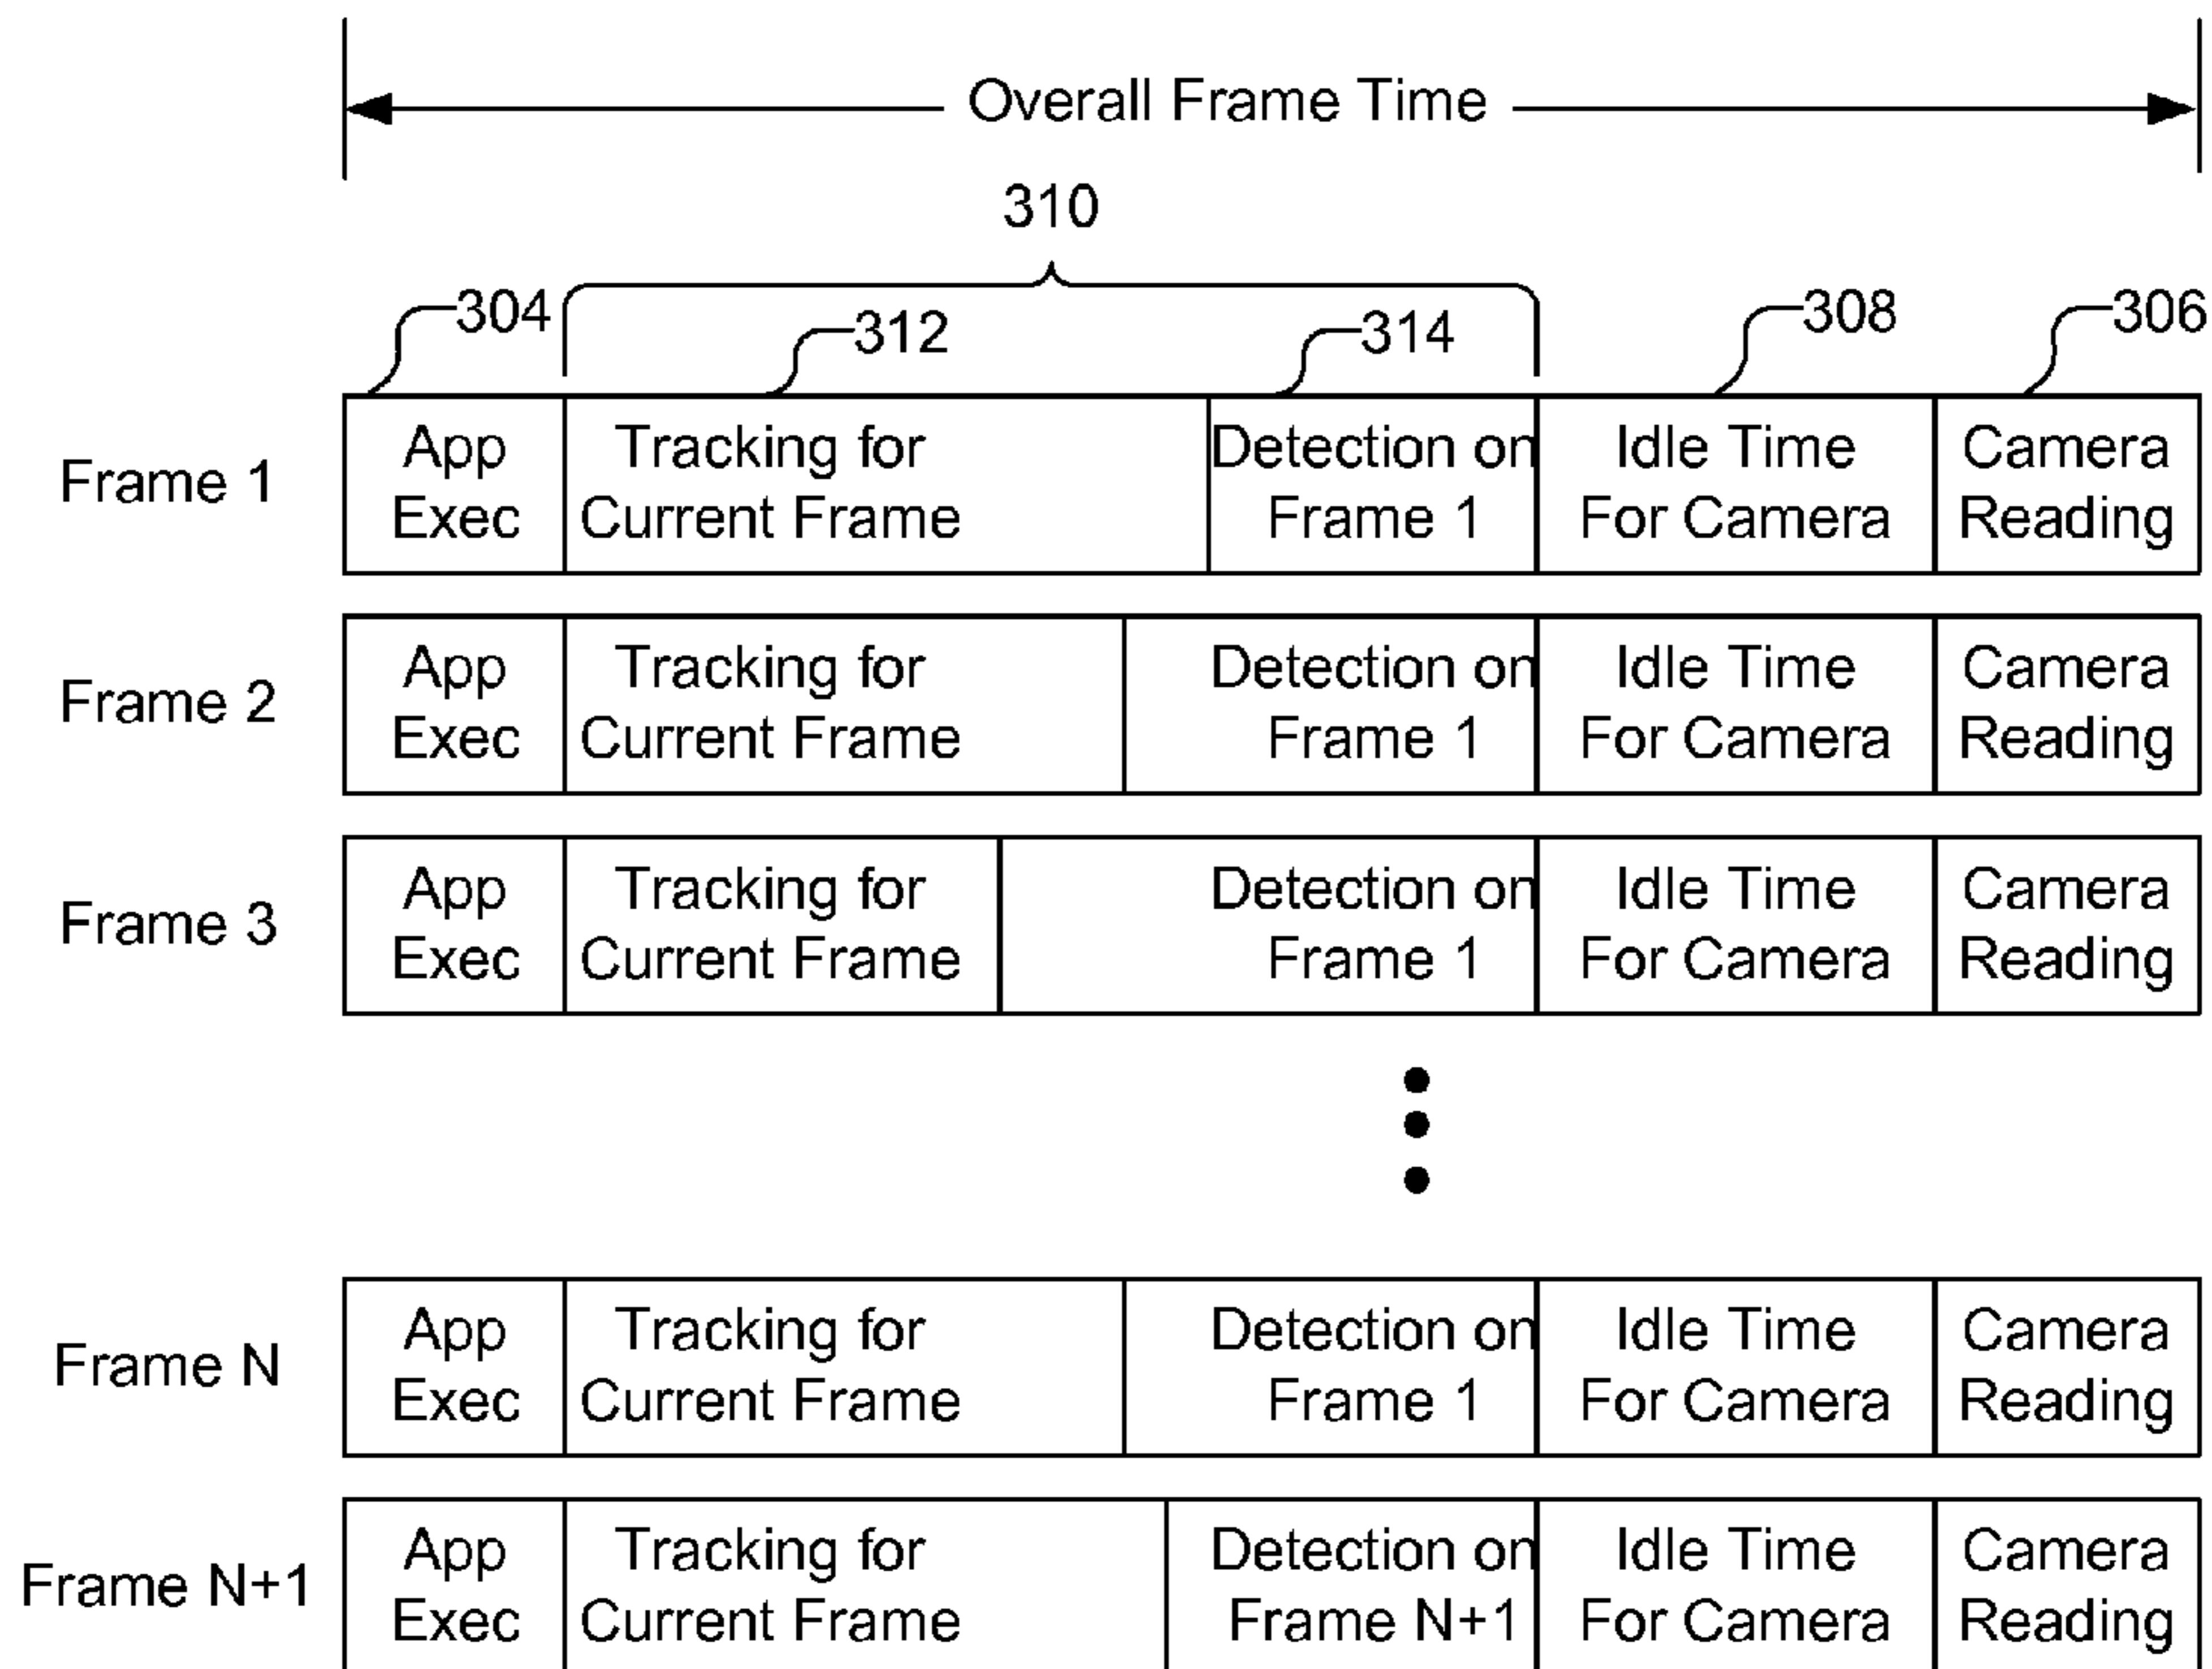 Overall Frame Time
310
304
312
314
308
306
Frame 1
App
Exec
Tracking for
Current Frame
Detection on
Frame 1
Idle Time
For Camera
Camera
Reading
Frame 2
App
Exec
Tracking for
Current Frame
Detection on
Frame 1
Idle Time
For Camera
Camera
Reading
Frame 3
App
Exec
Tracking for
Current Frame
Detection on
Frame 1
Idle Time
For Camera
Camera
Reading
Frame N
App
Exec
Tracking for
Current Frame
Detection on
Frame 1
Idle Time
For Camera
Camera
Reading
Frame N+1
App
Exec
Tracking for
Current Frame
Detection on
Frame N+1
Idle Time
For Camera
Camera
Reading